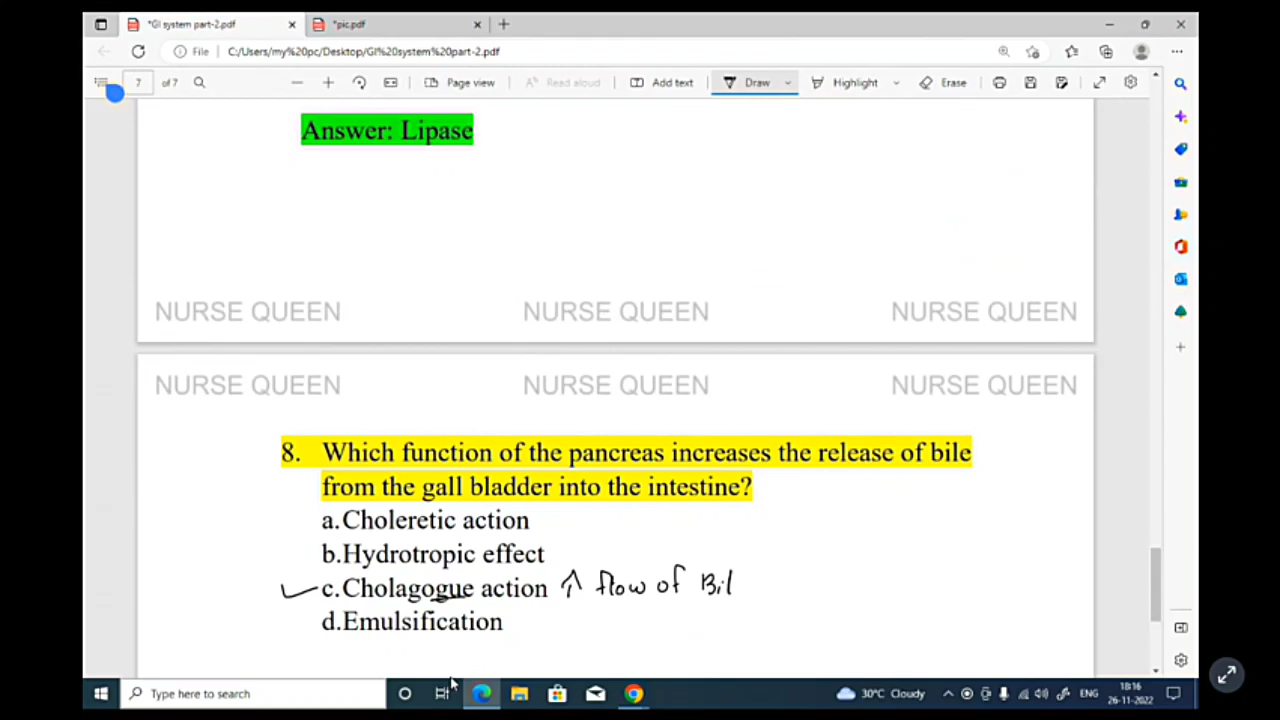 *GI system part-2.pdf
*pic.pdf
File C:/Users/my%20pc/Desktop/GI%20system%20part-2.pdf
7 of 7 Page view Read aloud Add text Draw Highlight Erase
Answer: Lipase
NURSE QUEEN NURSE QUEEN NURSE QUEEN
NURSE QUEEN NURSE QUEEN NURSE QUEEN
8. Which function of the pancreas increases the release of bile
from the gall bladder into the intestine?
a.Choleretic action
b.Hydrotropic effect
c.Cholagogue action ↑ flow of Bil
d.Emulsification
Type here to search 30°C Cloudy ENG 18:16
26-11-2022